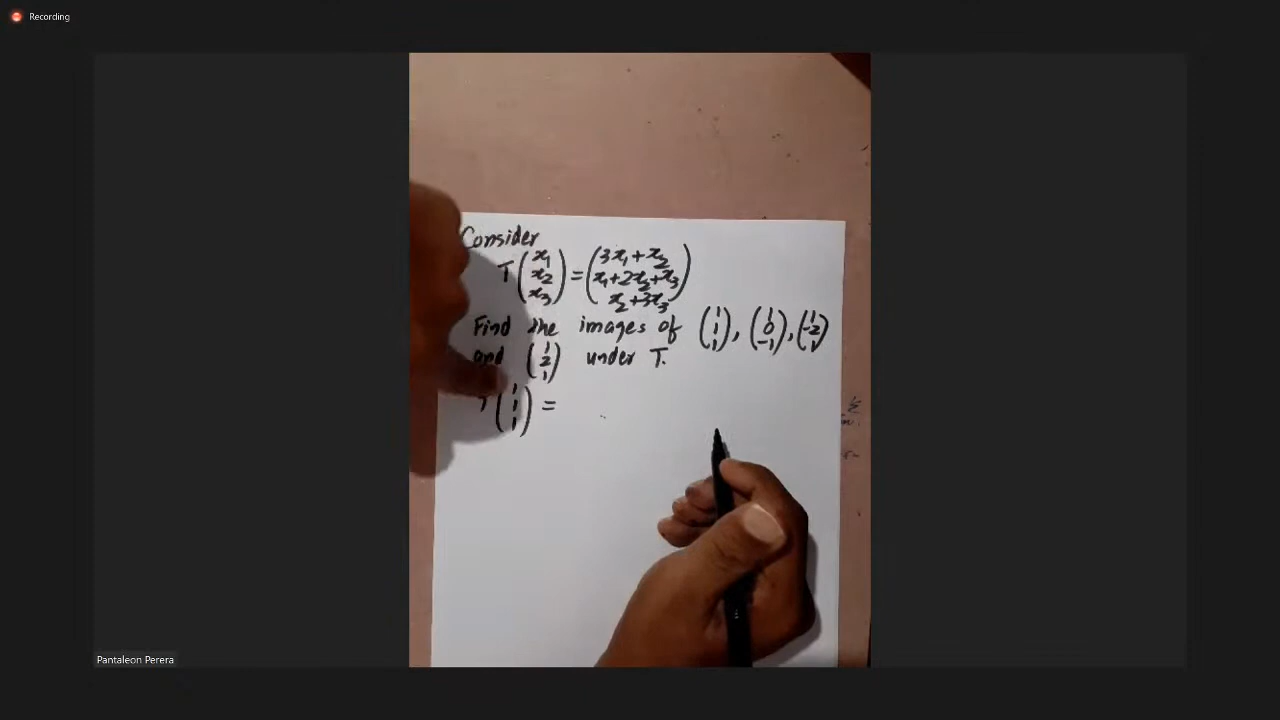 Recording
Consider
T(x1 x2 x3) = (3x1+x2 x1+2x2+x3 x2+3x3)
Find the images of (1 1 1), (1 0 -1), (1 -2 1)
and (1 2 1) under T.
T(1 1 1) =
Pantaleon Perera